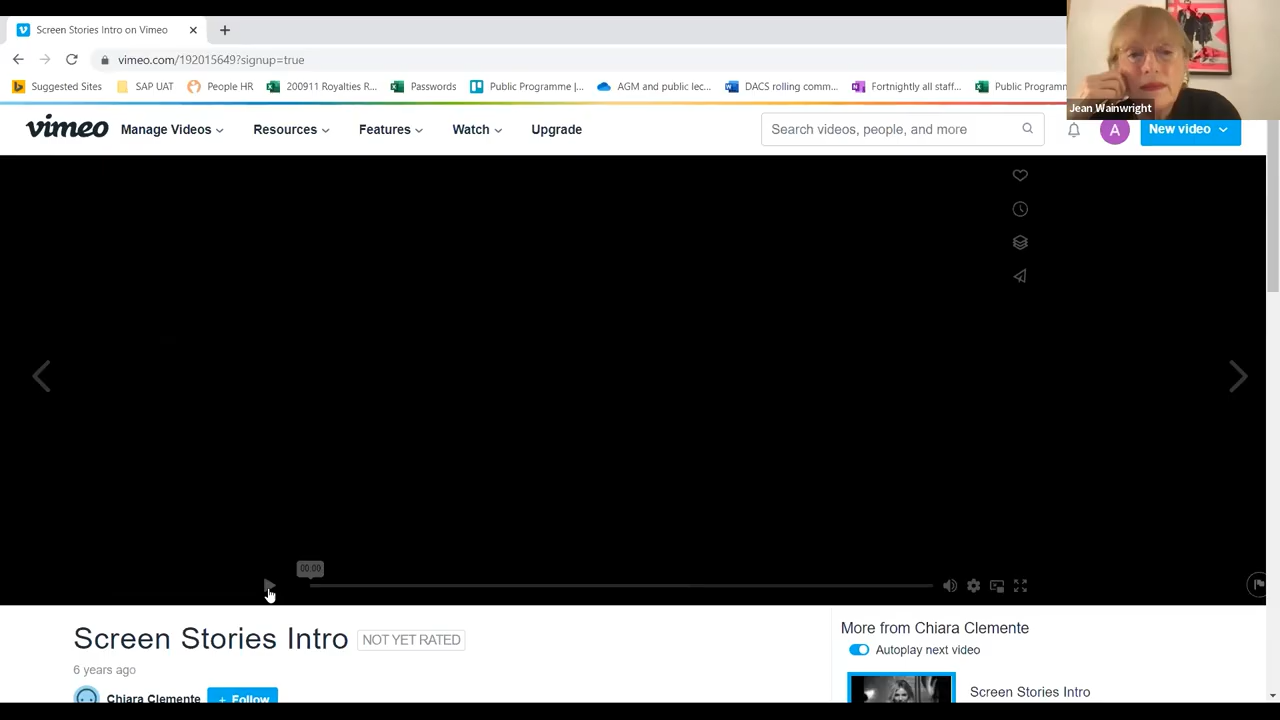 Screen Stories Intro on Vimeo
vimeo.com/192015649?signup=true
Suggested Sites SAP UAT People HR 200911 Royalties R... Passwords Public Programme |... AGM and public lec... DACS rolling comm... Fortnightly all staff... Public Programm
Jean Wainwright
vimeo Manage Videos Resources Features Watch Upgrade Search videos, people, and more A New video
00:00
Screen Stories Intro NOT YET RATED
More from Chiara Clemente
Autoplay next video
6 years ago
Chiara Clemente + Follow
Screen Stories Intro